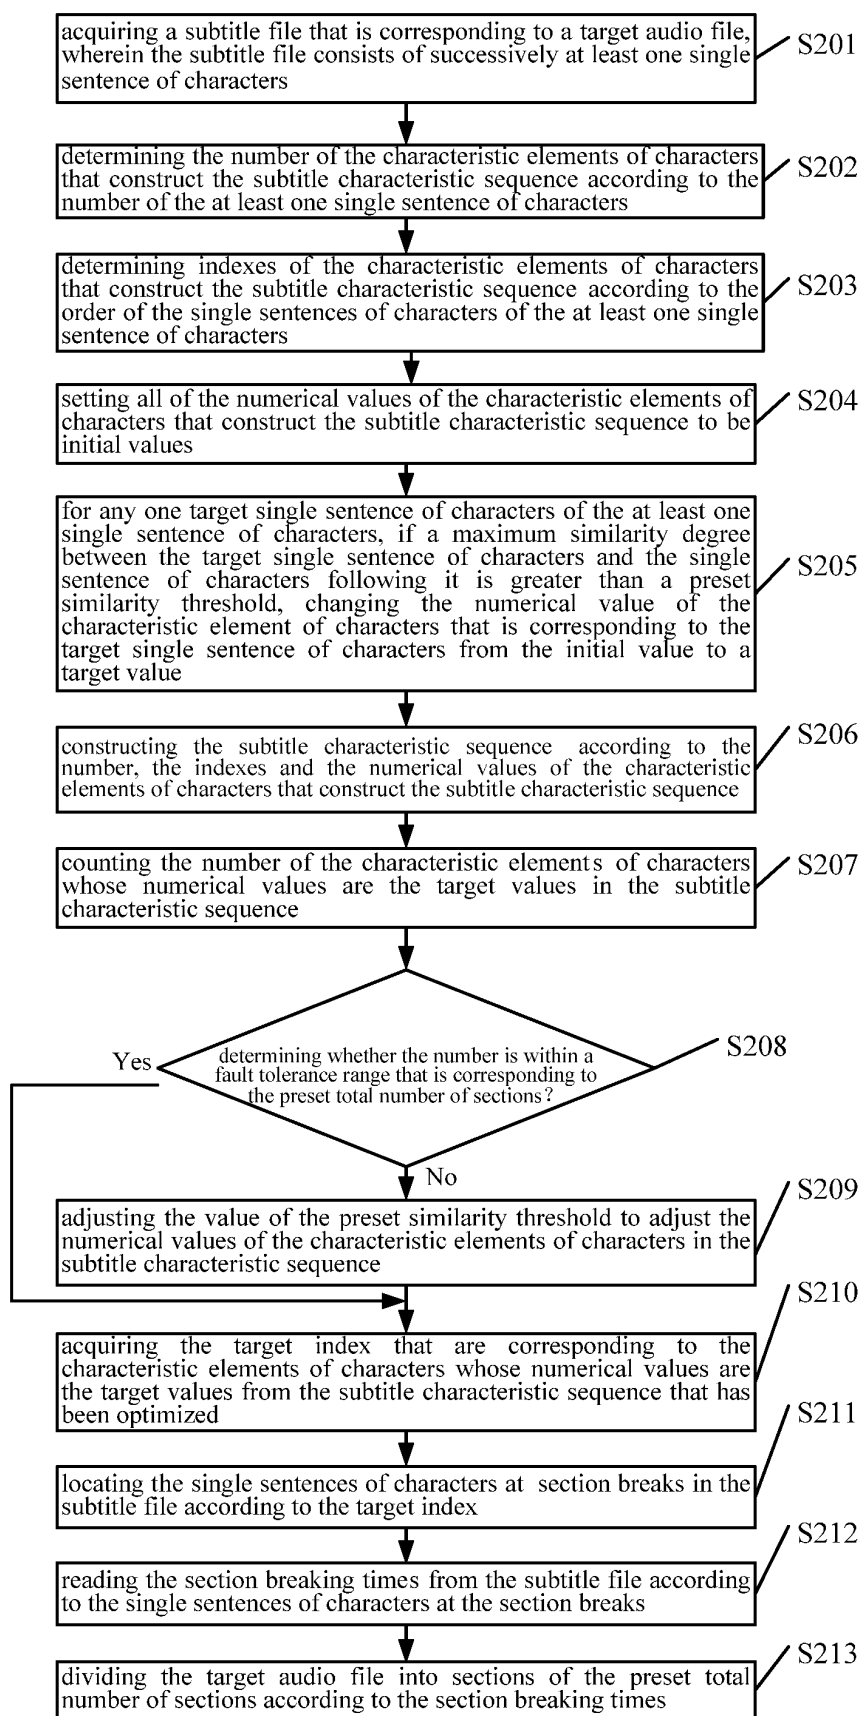 acquiring a subtitle file that is corresponding to a target audio file,
wherein the subtitle file consists of successively at least one single
sentence of characters
S201
determining the number of the characteristic elements of characters
that construct the subtitle characteristic sequence according to the
number of the at least one single sentence of characters
S202
determining indexes of the characteristic elements of characters
that construct the subtitle characteristic sequence according to the
order of the single sentences of characters of the at least one single
sentence of characters
S203
setting all of the numerical values of the characteristic elements of
characters that construct the subtitle characteristic sequence to be
initial values
S204
for any one target single sentence of characters of the at least one
single sentence of characters, if a maximum similarity degree
between the target single sentence of characters and the single
sentence of characters following it is greater than a preset
similarity threshold, changing the numerical value of the
characteristic element of characters that is corresponding to the
target single sentence of characters from the initial value to a
target value
S205
constructing the subtitle characteristic sequence according to the
number, the indexes and the numerical values of the characteristic
elements of characters that construct the subtitle characteristic sequence
S206
counting the number of the characteristic elements of characters
whose numerical values are the target values in the subtitle
characteristic sequence
S207
determining whether the number is within a
fault tolerance range that is corresponding to
the preset total number of sections?
S208
Yes
No
adjusting the value of the preset similarity threshold to adjust the
numerical values of the characteristic elements of characters in the
subtitle characteristic sequence
S209
acquiring the target index that are corresponding to the
characteristic elements of characters whose numerical values are
the target values from the subtitle characteristic sequence that has
been optimized
S210
locating the single sentences of characters at section breaks in the
subtitle file according to the target index
S211
reading the section breaking times from the subtitle file according
to the single sentences of characters at the section breaks
S212
dividing the target audio file into sections of the preset total
number of sections according to the section breaking times
S213